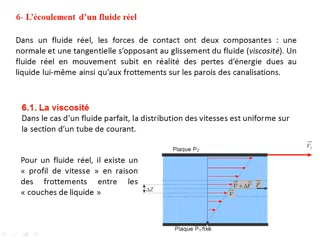 6- L'écoulement d'un fluide réel
Dans un fluide réel, les forces de contact ont deux composantes : une
normale et une tangentielle s'opposant au glissement du fluide (viscosité). Un
fluide réel en mouvement subit en réalité des pertes d'énergie dues au
liquide lui-même ainsi qu'aux frottements sur les parois des canalisations.
6.1. La viscosité
Dans le cas d'un fluide parfait, la distribution des vitesses est uniforme sur
la section d'un tube de courant.
Pour un fluide réel, il existe un
« profil de vitesse » en raison
des frottements entre les
« couches de liquide »
Plaque P₂
ΔZ
Plaque P₁ fixe